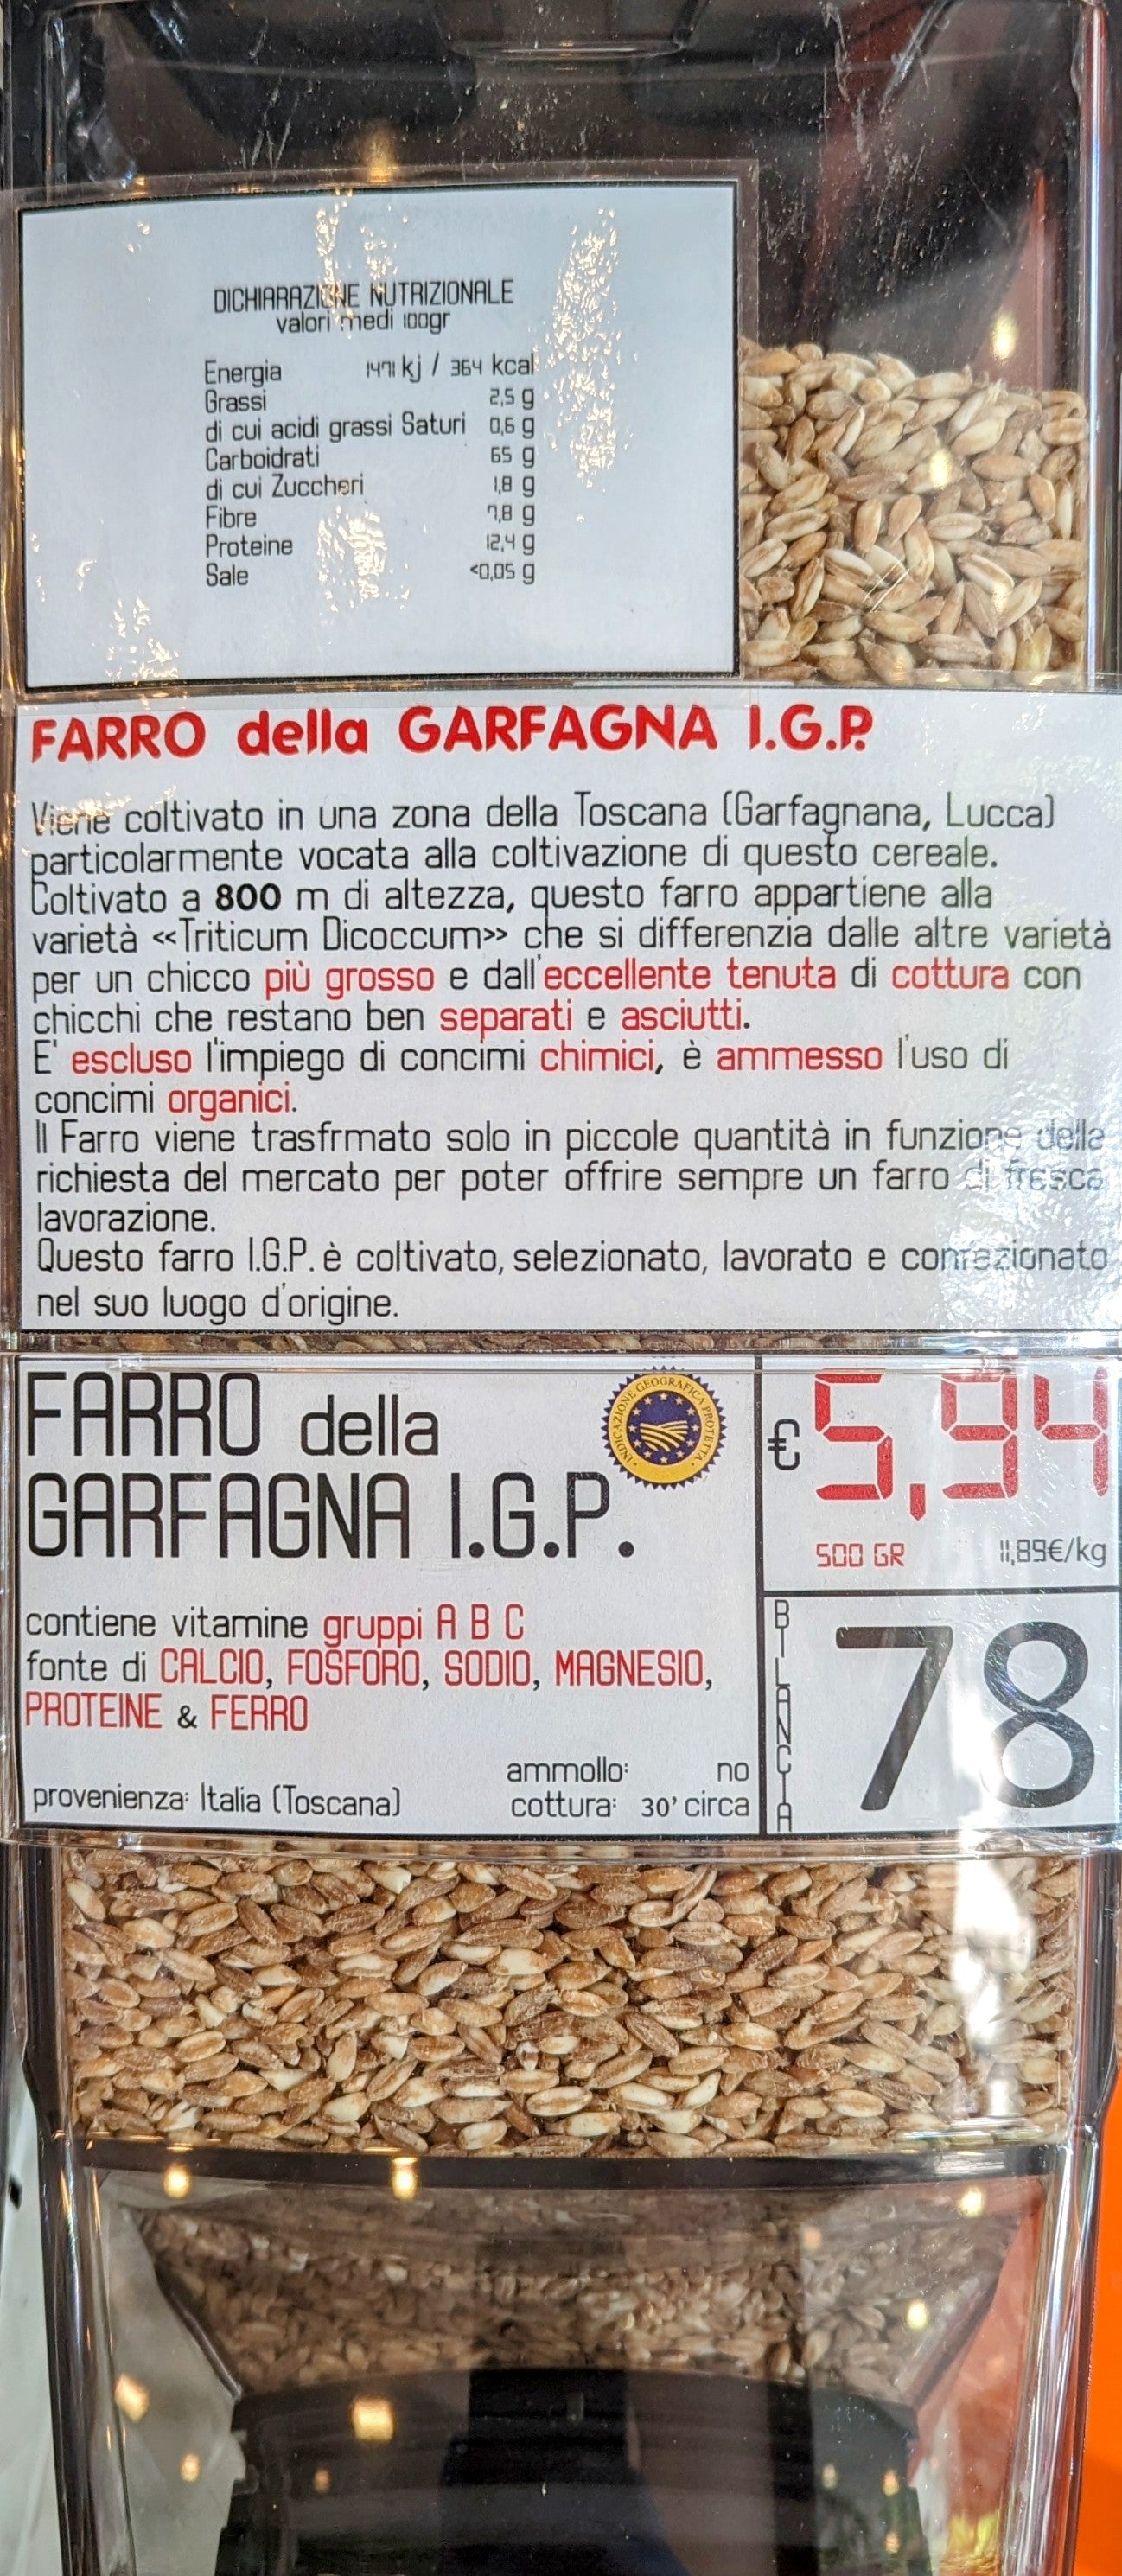 DICHIARAZIONE NUTRIZIONALE
valori medi 100gr
Energia 1471 kj / 364 kcal
Grassi 2,5 g
di cui acidi grassi Saturi 0,6 g
Carboidrati 65 g
di cui Zuccheri 1,8 g
Fibre 7,8 g
Proteine 12,4 g
Sale <0,05 g
FARRO della GARFAGNA I.G.P.
Viene coltivato in una zona della Toscana (Garfagnana, Lucca)
particolarmente vocata alla coltivazione di questo cereale.
Coltivato a 800 m di altezza, questo farro appartiene alla
varietà «Triticum Dicoccum» che si differenzia dalle altre varietà
per un chicco più grosso e dall'eccellente tenuta di cottura con
chicchi che restano ben separati e asciutti.
E' escluso l'impiego di concimi chimici, è ammesso l'uso di
concimi organici.
Il Farro viene trasfrmato solo in piccole quantità in funzione della
richiesta del mercato per poter offrire sempre un farro di fresca
lavorazione.
Questo farro I.G.P. è coltivato, selezionato, lavorato e confezionato
nel suo luogo d'origine.
FARRO della
GARFAGNA I.G.P.
INDICAZIONE GEOGRAFICA PROTETTA
€ 5,94
500 GR 11,89€/kg
contiene vitamine gruppi A B C
fonte di CALCIO, FOSFORO, SODIO, MAGNESIO,
PROTEINE & FERRO
provenienza: Italia (Toscana)
ammollo: no
cottura: 30' circa
BILANCIA
78